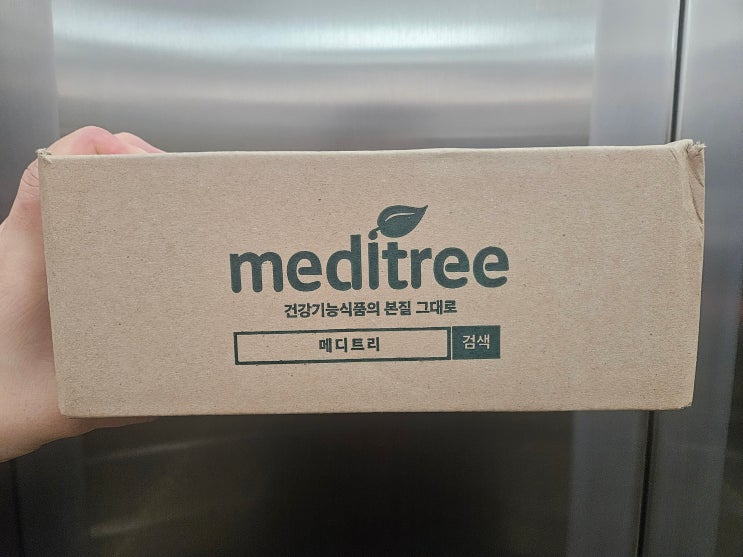 meditree
건강기능식품의 본질 그대로
메디트리 검색